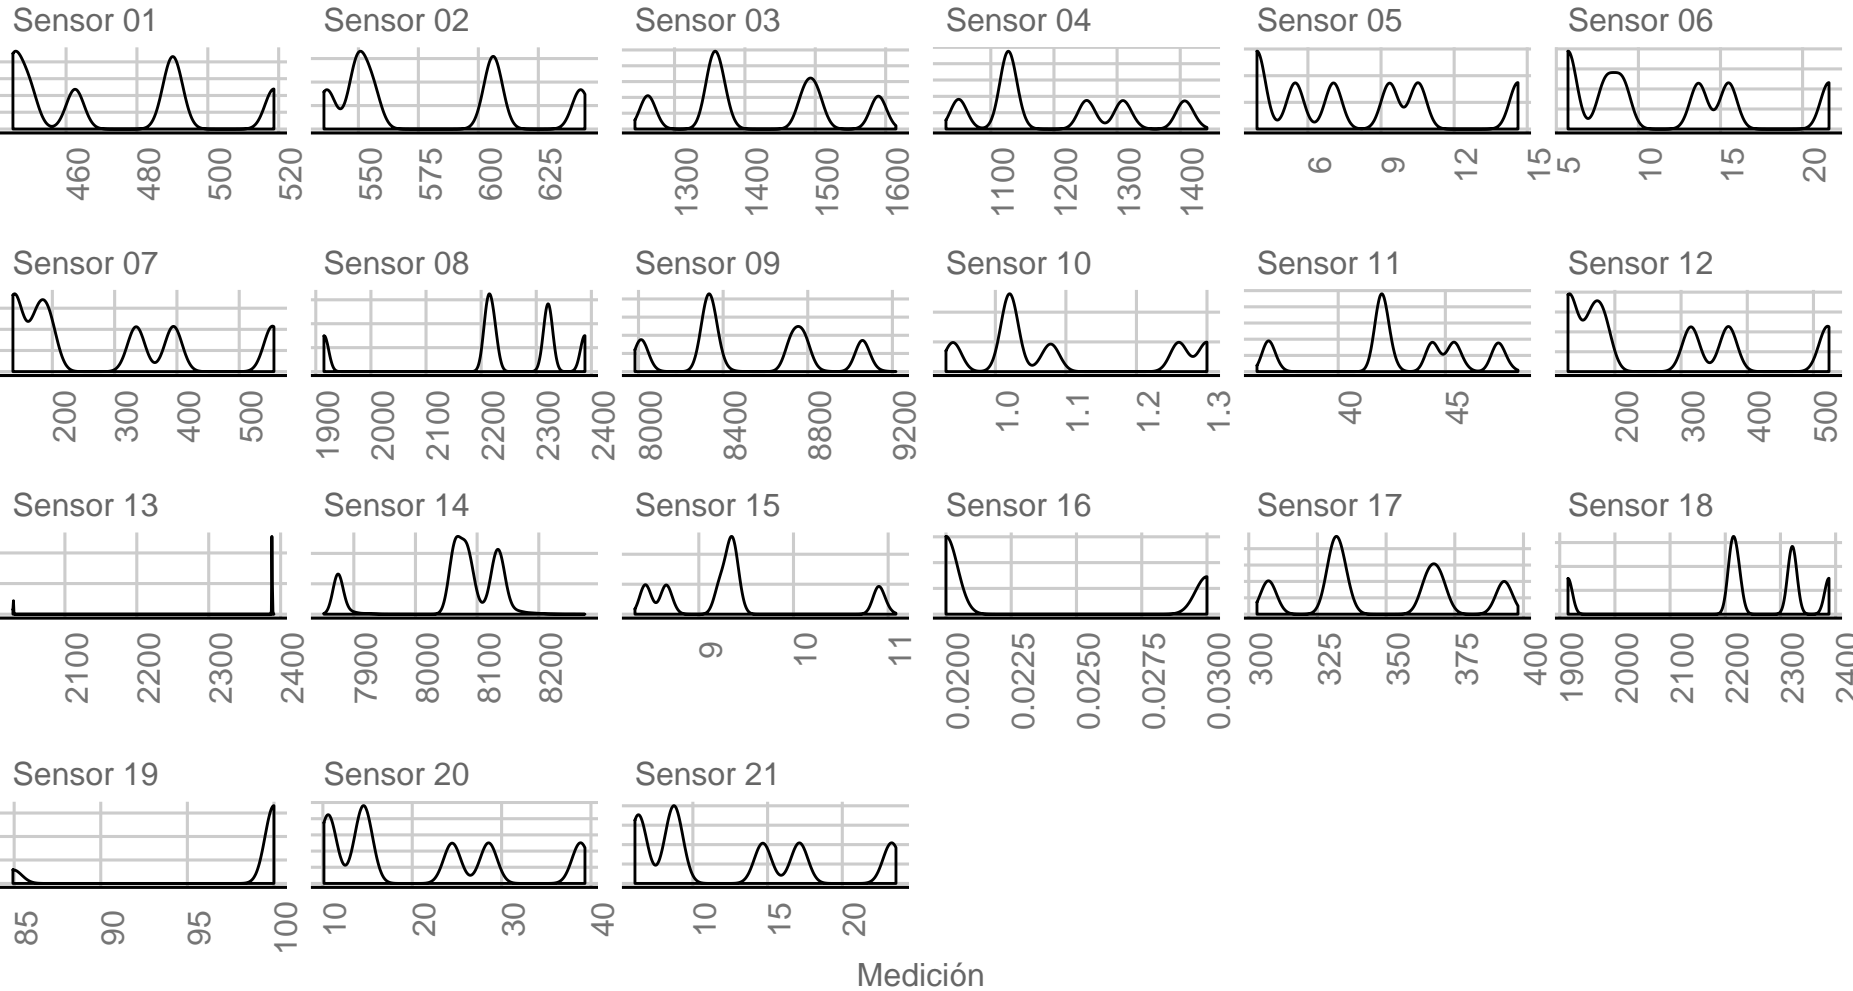 Sensor 01 Sensor 02 Sensor 03 Sensor 04 Sensor 05 Sensor 06
460 480 500 520 550 575 600 625 1300 1400 1500 1600 1100 1200 1300 1400 6 9 12 15 5 10 15 20
Sensor 07 Sensor 08 Sensor 09 Sensor 10 Sensor 11 Sensor 12
200 300 400 500 1900 2000 2100 2200 2300 2400 8000 8400 8800 9200 1.0 1.1 1.2 1.3 40 45 200 300 400 500
Sensor 13 Sensor 14 Sensor 15 Sensor 16 Sensor 17 Sensor 18
2100 2200 2300 2400 7900 8000 8100 8200 9 10 11 0.0200 0.0225 0.0250 0.0275 0.0300 300 325 350 375 400 1900 2000 2100 2200 2300 2400
Sensor 19 Sensor 20 Sensor 21
85 90 95 100 10 20 30 40 10 15 20
Medición